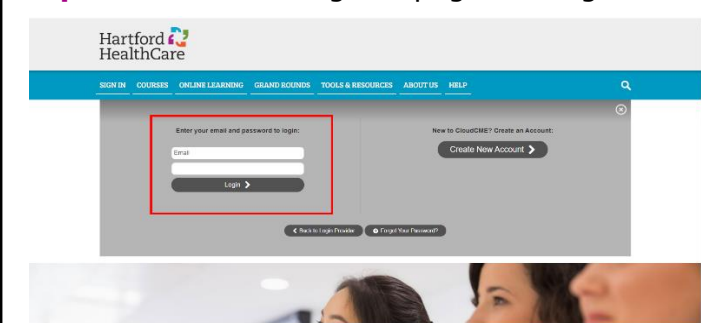 Hartford
HealthCare
SIGN IN COURSES ONLINE LEARNING GRAND ROUNDS TOOLS & RESOURCES ABOUT US HELP
Enter your email and password to login:
Email
Login
New to CloudCME? Create an Account:
Create New Account
Back to Login Provider
Forgot Your Password?